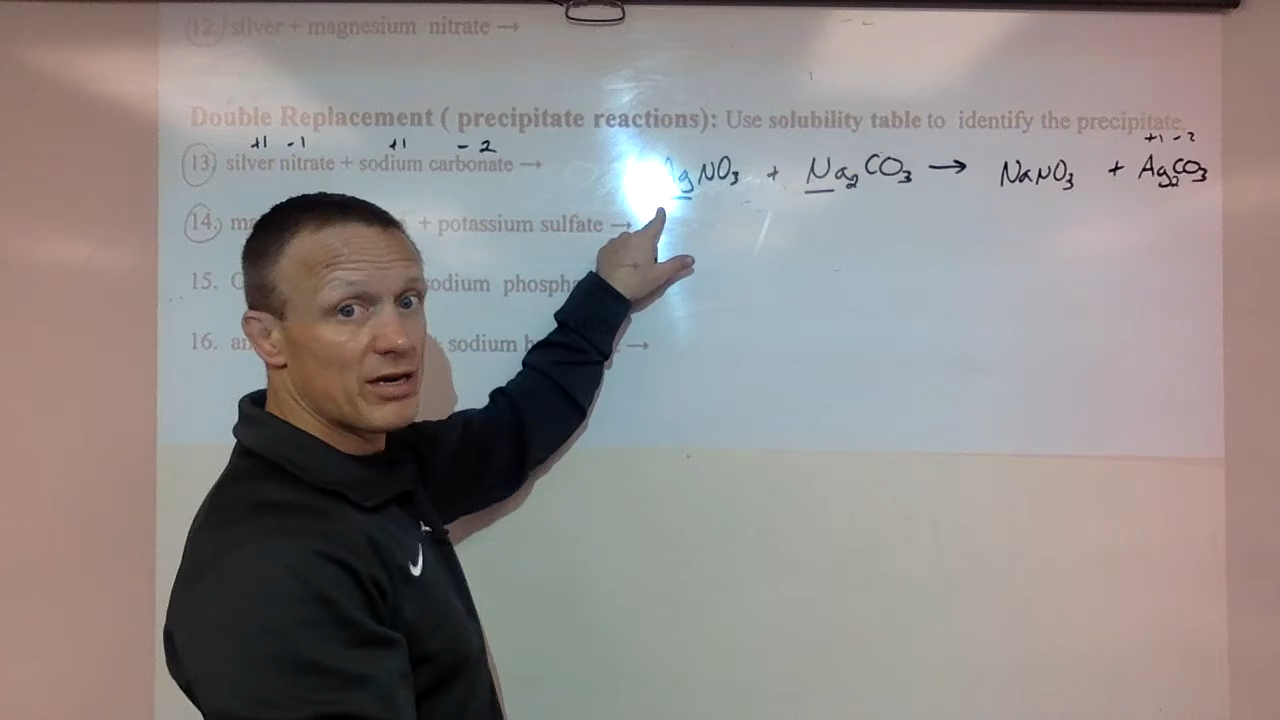 12. silver + magnesium nitrate →
Double Replacement ( precipitate reactions): Use solubility table to identify the precipitate.
+1 -1 +1 -2 +1 -2
13) silver nitrate + sodium carbonate → AgNO3 + Na2CO3 → NaNO3 + Ag2CO3
14. + potassium sulfate →
15. sodium →
16. + sodium →